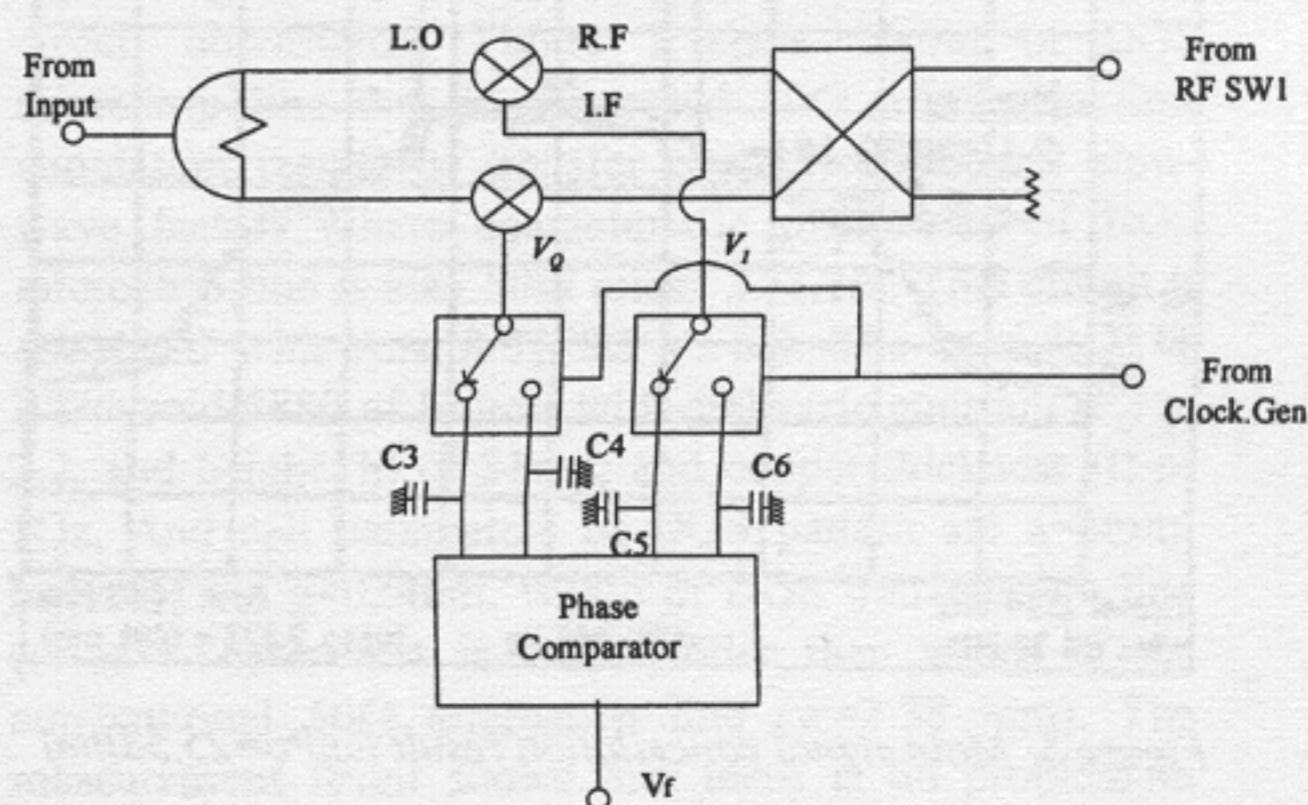 L.O
R.F
From
Input
I.F
From
RF SW1
V_Q
V_I
From
Clock.Gen
C3
C4
C6
C5
Phase
Comparator
Vf